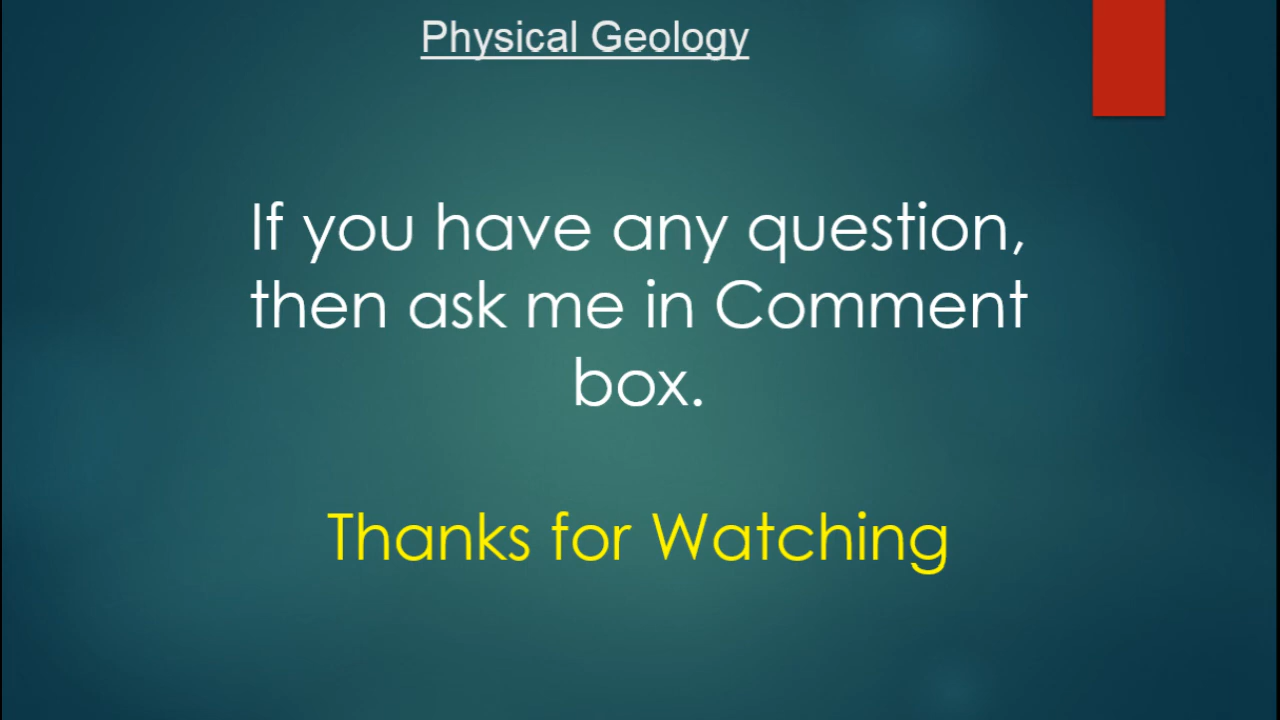 Physical Geology
If you have any question,
then ask me in Comment
box.
Thanks for Watching